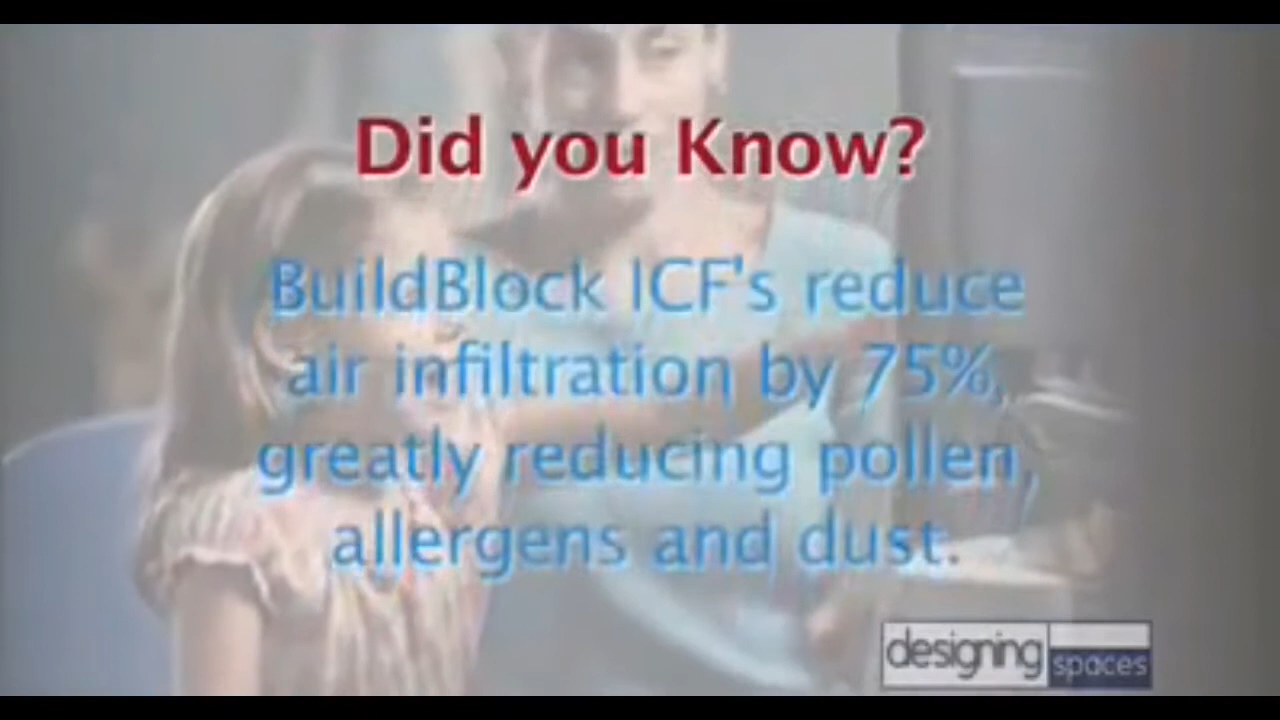 Did you Know?
BuildBlock ICF's reduce
air infiltration by 75%,
greatly reducing pollen,
allergens and dust.
designing
spaces